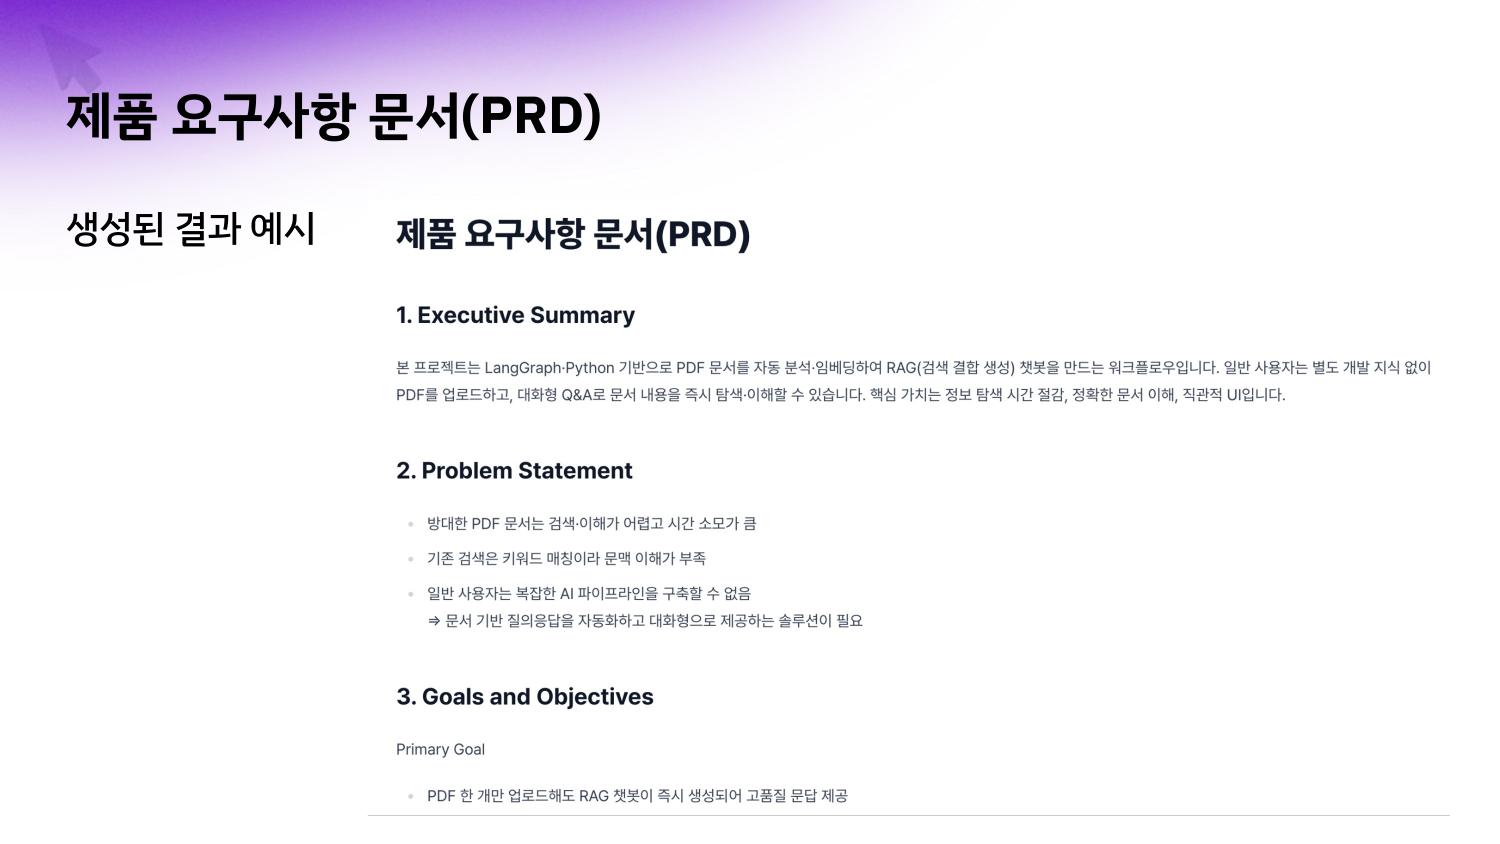 제품 요구사항 문서(PRD)
생성된 결과 예시
제품 요구사항 문서(PRD)
1. Executive Summary
본 프로젝트는 LangGraph·Python 기반으로 PDF 문서를 자동 분석·임베딩하여 RAG(검색 결합 생성) 챗봇을 만드는 워크플로우입니다. 일반 사용자는 별도 개발 지식 없이
PDF를 업로드하고, 대화형 Q&A로 문서 내용을 즉시 탐색·이해할 수 있습니다. 핵심 가치는 정보 탐색 시간 절감, 정확한 문서 이해, 직관적 UI입니다.
2. Problem Statement
• 방대한 PDF 문서는 검색·이해가 어렵고 시간 소모가 큼
• 기존 검색은 키워드 매칭이라 문맥 이해가 부족
• 일반 사용자는 복잡한 AI 파이프라인을 구축할 수 없음
⇒ 문서 기반 질의응답을 자동화하고 대화형으로 제공하는 솔루션이 필요
3. Goals and Objectives
Primary Goal
• PDF 한 개만 업로드해도 RAG 챗봇이 즉시 생성되어 고품질 문답 제공